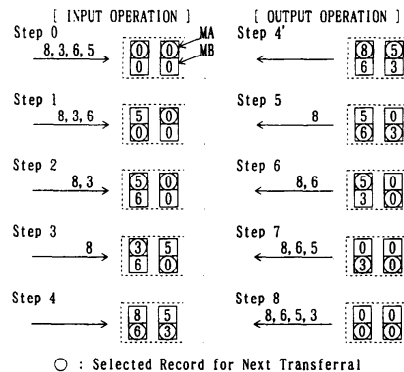 [ INPUT OPERATION ]
Step 0
8, 3, 6, 5
0 0 MA
0 0 MB
Step 1
8, 3, 6
5 0
0 0
Step 2
8, 3
5 0
6 0
Step 3
8
3 5
6 0
Step 4
8 5
6 3
[ OUTPUT OPERATION ]
Step 4'
8 5
6 3
Step 5
8
5 0
6 3
Step 6
8, 6
5 0
3 0
Step 7
8, 6, 5
0 0
3 0
Step 8
8, 6, 5, 3
0 0
0 0
○ : Selected Record for Next Transferral